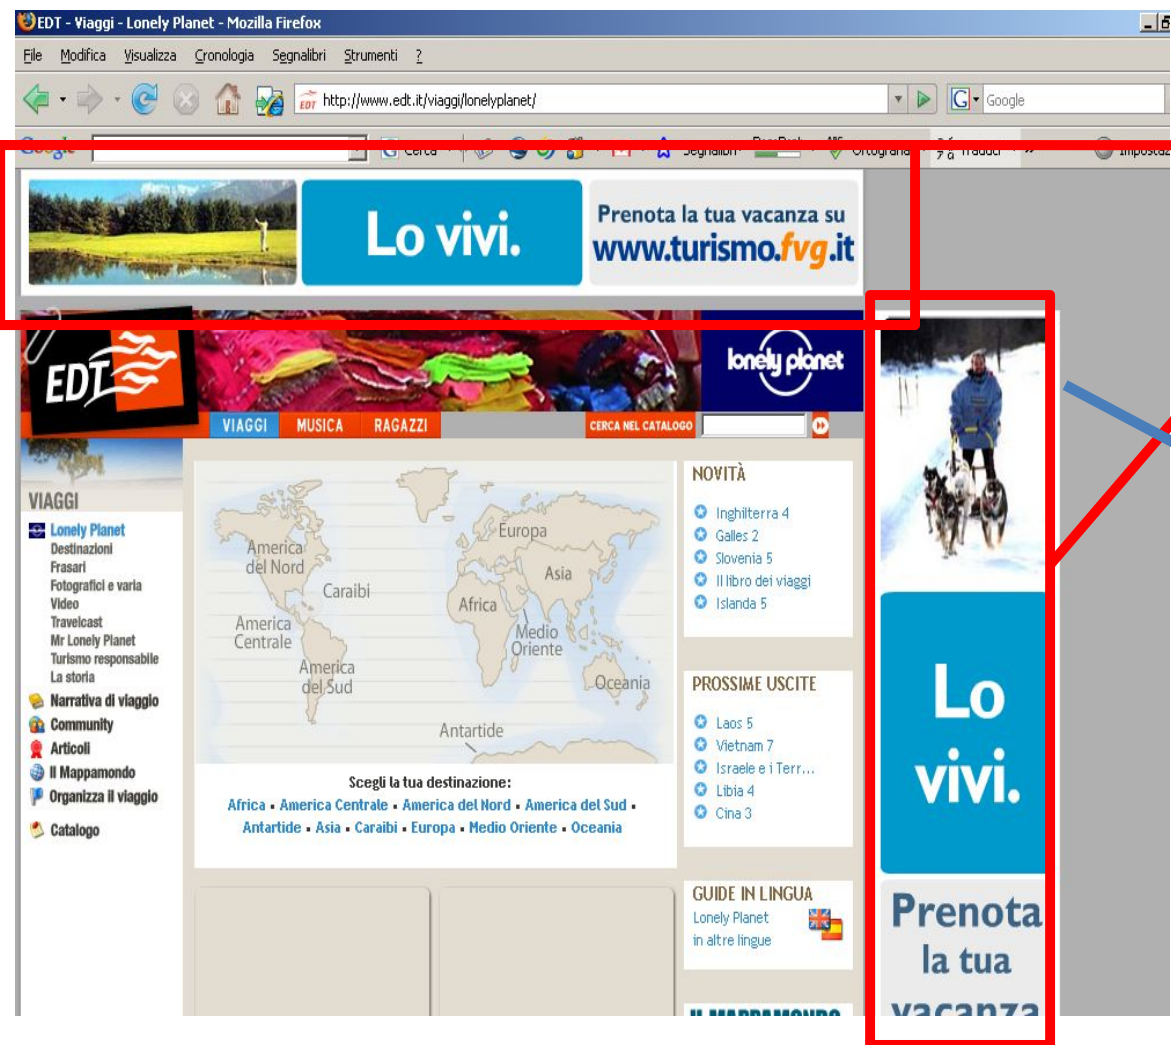 EDT - Viaggi - Lonely Planet - Mozilla Firefox
File Modifica Visualizza Cronologia Segnalibri Strumenti ?
http://www.edt.it/viaggi/lonelyplanet/
Google
Google
Cerca
Segnalibri
Ortografia
Traduci
Lo vivi.
Prenota la tua vacanza su
www.turismo.fvg.it
EDT
lonely planet
VIAGGI MUSICA RAGAZZI
CERCA NEL CATALOGO
VIAGGI
Lonely Planet
Destinazioni
Frasari
Fotografici e varia
Video
Travelcast
Mr Lonely Planet
Turismo responsabile
La storia
Narrativa di viaggio
Community
Articoli
Il Mappamondo
Organizza il viaggio
Catalogo
America
del Nord
Caraibi
America
Centrale
America
del Sud
Europa
Asia
Africa
Medio
Oriente
Oceania
Antartide
Scegli la tua destinazione:
Africa • America Centrale • America del Nord • America del Sud •
Antartide • Asia • Caraibi • Europa • Medio Oriente • Oceania
NOVITÀ
Inghilterra 4
Galles 2
Slovenia 5
Il libro dei viaggi
Islanda 5
PROSSIME USCITE
Laos 5
Vietnam 7
Israele e i Terr...
Libia 4
Cina 3
GUIDE IN LINGUA
Lonely Planet
in altre lingue
IL MAPPAMONDO
Lo
vivi.
Prenota
la tua
vacanza